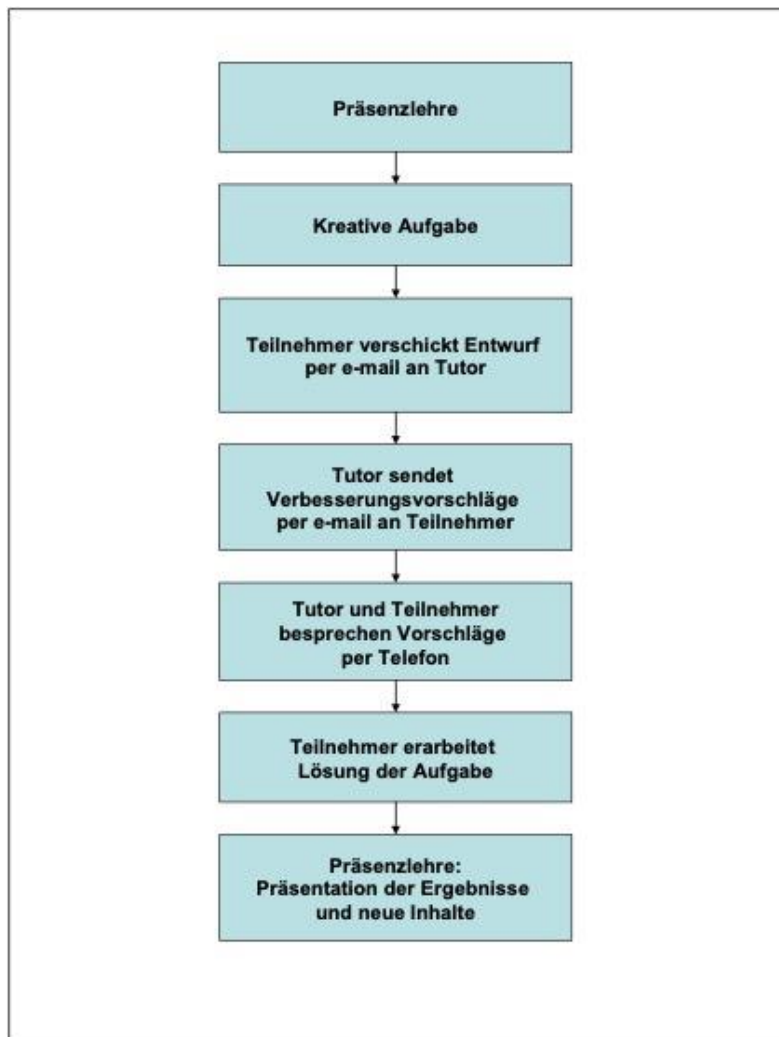 Präsenzlehre
Kreative Aufgabe
Teilnehmer verschickt Entwurf
per e-mail an Tutor
Tutor sendet
Verbesserungsvorschläge
per e-mail an Teilnehmer
Tutor und Teilnehmer
besprechen Vorschläge
per Telefon
Teilnehmer erarbeitet
Lösung der Aufgabe
Präsenzlehre:
Präsentation der Ergebnisse
und neue Inhalte